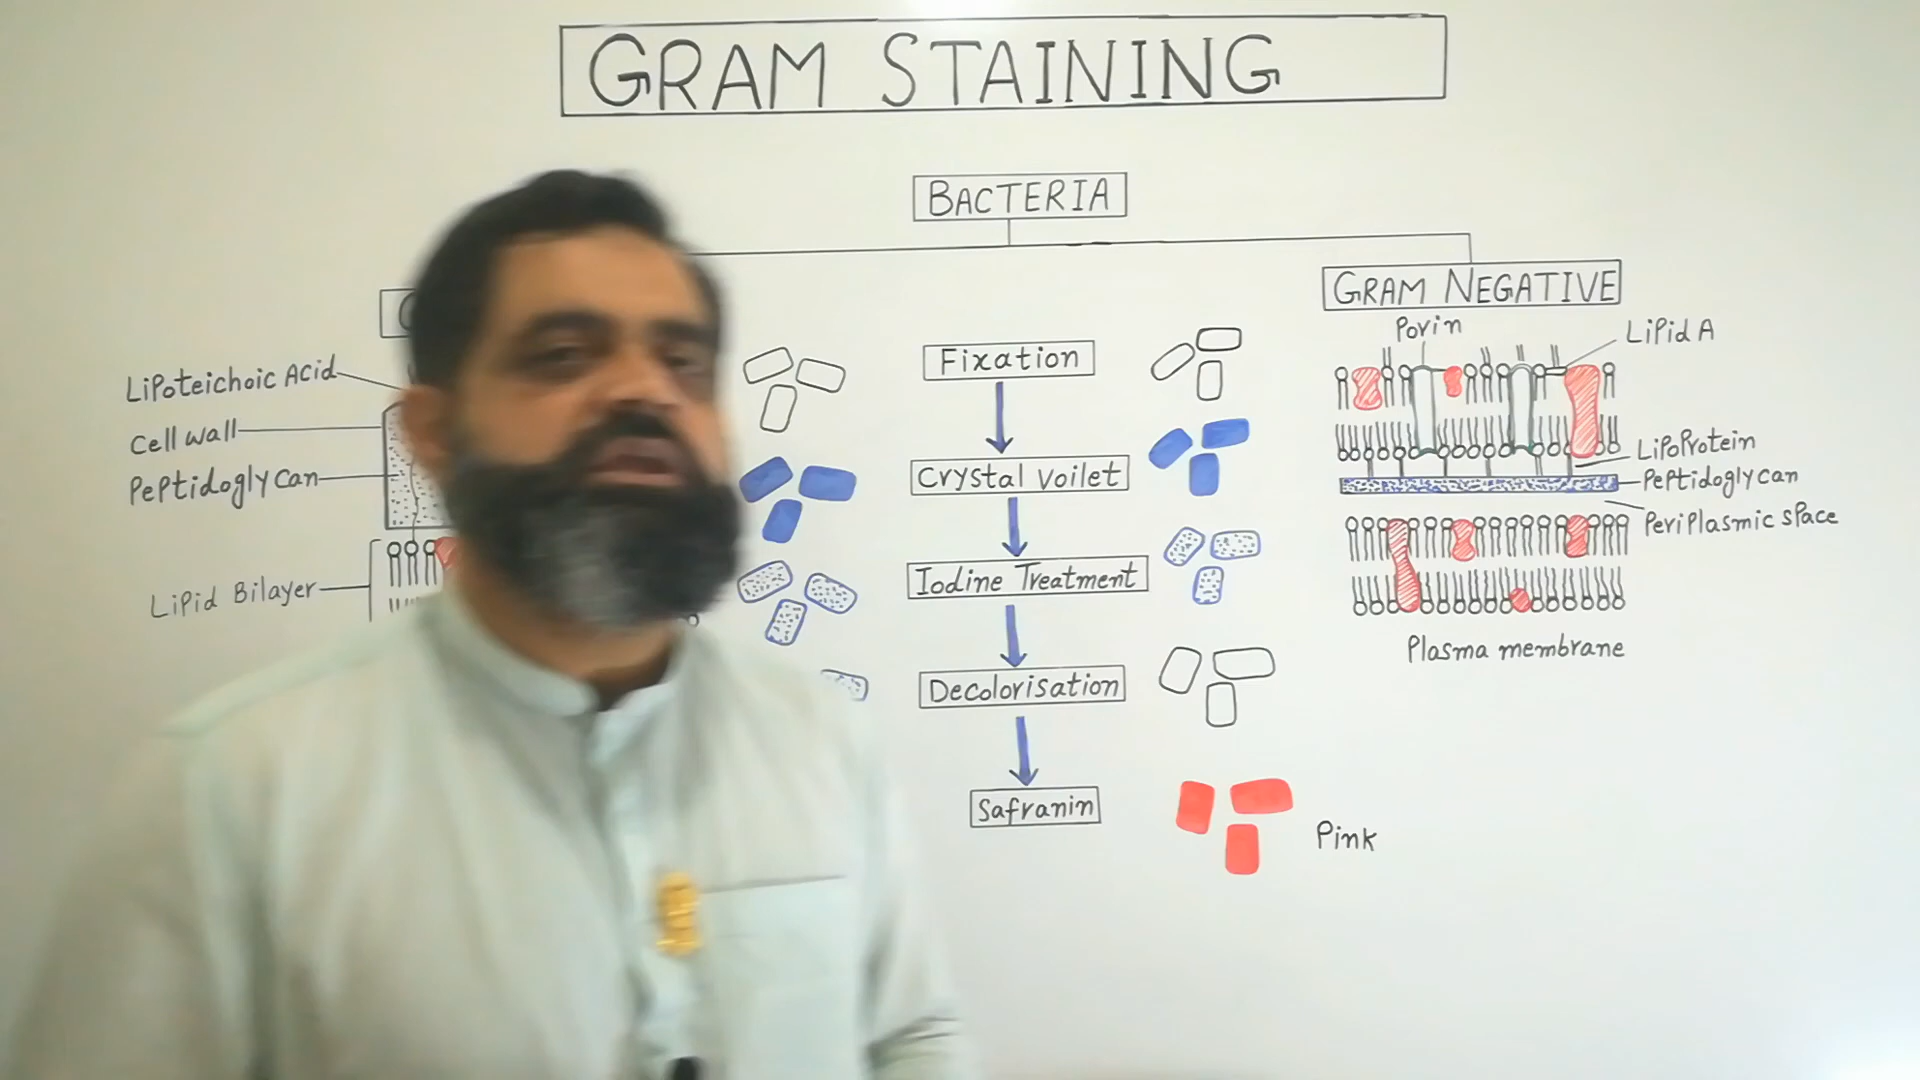 GRAM STAINING
BACTERIA
GRAM NEGATIVE
Lipoteichoic Acid
Cell wall
Peptidoglycan
Lipid Bilayer
Fixation
Crystal Voilet
Iodine Treatment
Decolorisation
Safranin
Pink
Porin
Lipid A
Lipoprotein
Peptidoglycan
Periplasmic space
Plasma membrane